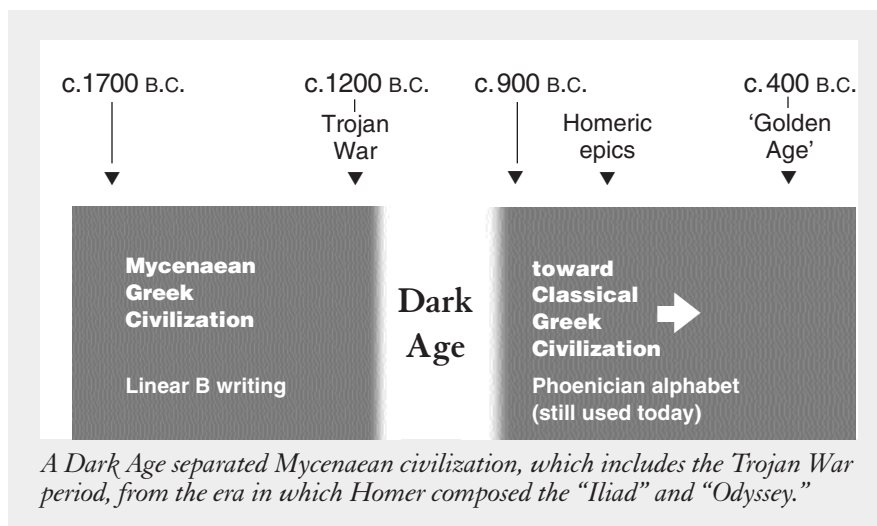 c.1700 B.C.
c.1200 B.C.
c.900 B.C.
c.400 B.C.
Trojan
War
Homeric
epics
‘Golden
Age’
Mycenaean
Greek
Civilization
Linear B writing
Dark
Age
toward
Classical
Greek
Civilization
Phoenician alphabet
(still used today)
A Dark Age separated Mycenaean civilization, which includes the Trojan War
period, from the era in which Homer composed the “Iliad” and “Odyssey.”